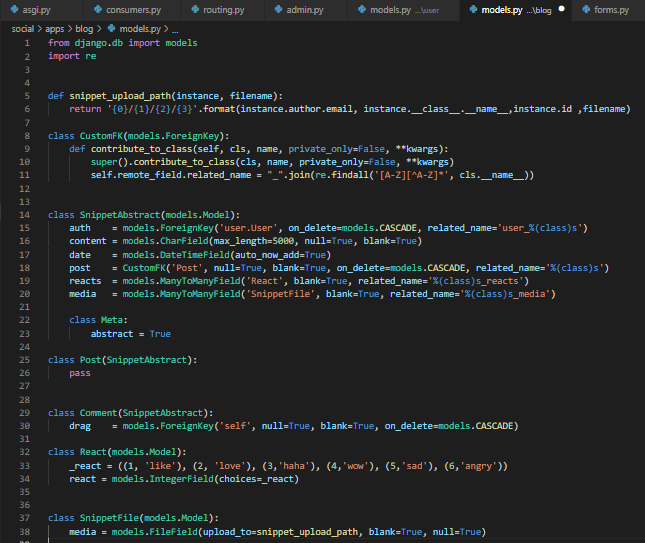 asgi.py consumers.py routing.py admin.py models.py ...\user models.py ...\blog forms.py
social > apps > blog > models.py > ...
1 from django.db import models
2 import re
3
4
5 def snippet_upload_path(instance, filename):
6 return '{0}/{1}/{2}/{3}'.format(instance.author.email, instance.__class__.__name__,instance.id ,filename)
7
8 class CustomFK(models.ForeignKey):
9 def contribute_to_class(self, cls, name, private_only=False, **kwargs):
10 super().contribute_to_class(cls, name, private_only=False, **kwargs)
11 self.remote_field.related_name = "_".join(re.findall('[A-Z][^A-Z]*', cls.__name__))
12
13
14 class SnippetAbstract(models.Model):
15 auth = models.ForeignKey('user.User', on_delete=models.CASCADE, related_name='user_%(class)s')
16 content = models.CharField(max_length=5000, null=True, blank=True)
17 date = models.DateTimeField(auto_now_add=True)
18 post = CustomFK('Post', null=True, blank=True, on_delete=models.CASCADE, related_name='%(class)s')
19 reacts = models.ManyToManyField('React', blank=True, related_name='%(class)s_reacts')
20 media = models.ManyToManyField('SnippetFile', blank=True, related_name='%(class)s_media')
21
22 class Meta:
23 abstract = True
24
25 class Post(SnippetAbstract):
26 pass
27
28
29 class Comment(SnippetAbstract):
30 drag = models.ForeignKey('self', null=True, blank=True, on_delete=models.CASCADE)
31
32 class React(models.Model):
33 _react = ((1, 'like'), (2, 'love'), (3,'haha'), (4,'wow'), (5,'sad'), (6,'angry'))
34 react = models.IntegerField(choices=_react)
35
36
37 class SnippetFile(models.Model):
38 media = models.FileField(upload_to=snippet_upload_path, blank=True, null=True)